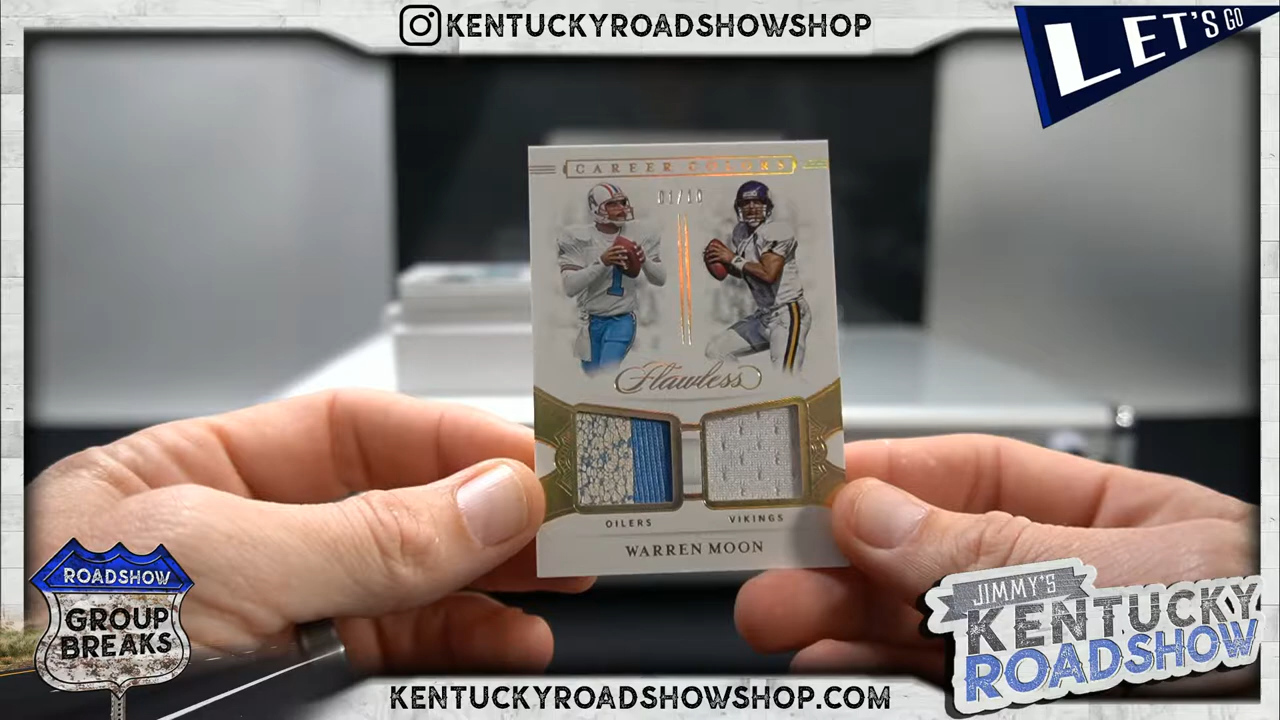 KENTUCKYROADSHOWSHOP
LET'S GO
CAREER COLORS
01/10
1
Flawless
OILERS
VIKINGS
WARREN MOON
ROADSHOW
GROUP
BREAKS
JIMMY'S
KENTUCKY
ROADSHOW
KENTUCKYROADSHOWSHOP.COM